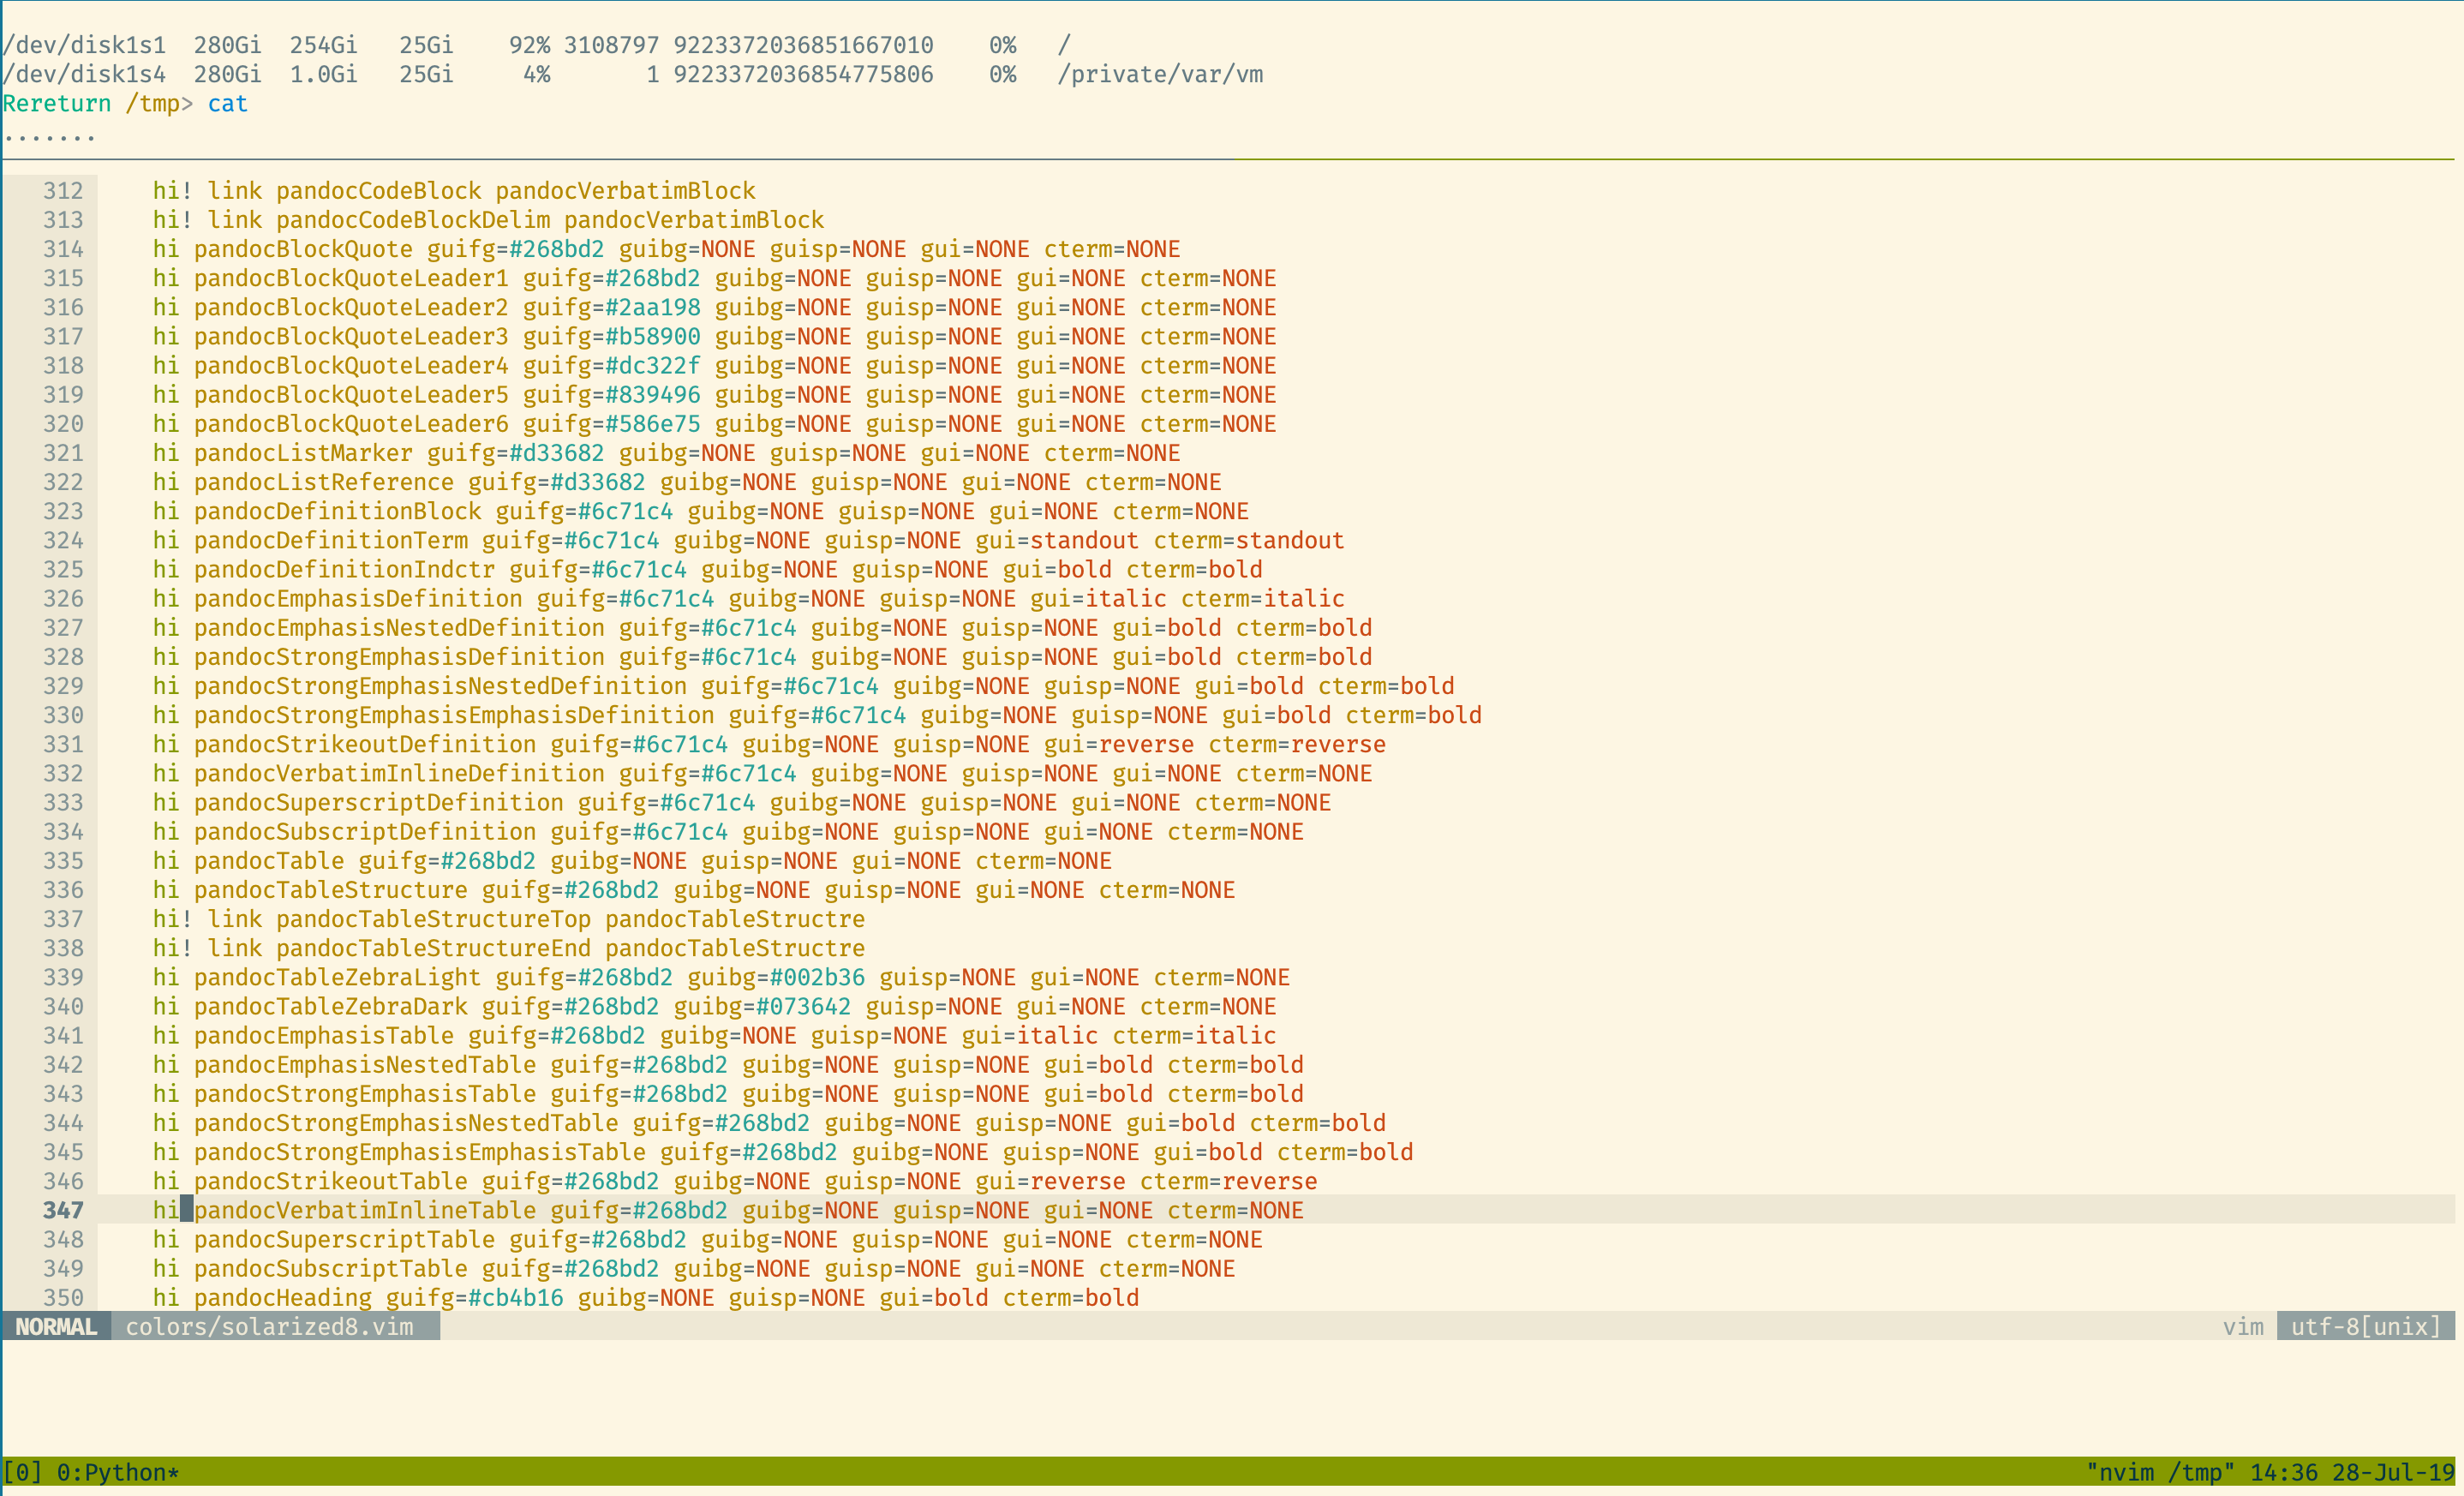 /dev/disk1s1  280Gi  254Gi   25Gi    92% 3108797 9223372036851667010    0%   /
/dev/disk1s4  280Gi  1.0Gi   25Gi     4%       1 9223372036854775806    0%   /private/var/vm
Rereturn /tmp> cat
.......
312     hi! link pandocCodeBlock pandocVerbatimBlock
313     hi! link pandocCodeBlockDelim pandocVerbatimBlock
314     hi pandocBlockQuote guifg=#268bd2 guibg=NONE guisp=NONE gui=NONE cterm=NONE
315     hi pandocBlockQuoteLeader1 guifg=#268bd2 guibg=NONE guisp=NONE gui=NONE cterm=NONE
316     hi pandocBlockQuoteLeader2 guifg=#2aa198 guibg=NONE guisp=NONE gui=NONE cterm=NONE
317     hi pandocBlockQuoteLeader3 guifg=#b58900 guibg=NONE guisp=NONE gui=NONE cterm=NONE
318     hi pandocBlockQuoteLeader4 guifg=#dc322f guibg=NONE guisp=NONE gui=NONE cterm=NONE
319     hi pandocBlockQuoteLeader5 guifg=#839496 guibg=NONE guisp=NONE gui=NONE cterm=NONE
320     hi pandocBlockQuoteLeader6 guifg=#586e75 guibg=NONE guisp=NONE gui=NONE cterm=NONE
321     hi pandocListMarker guifg=#d33682 guibg=NONE guisp=NONE gui=NONE cterm=NONE
322     hi pandocListReference guifg=#d33682 guibg=NONE guisp=NONE gui=NONE cterm=NONE
323     hi pandocDefinitionBlock guifg=#6c71c4 guibg=NONE guisp=NONE gui=NONE cterm=NONE
324     hi pandocDefinitionTerm guifg=#6c71c4 guibg=NONE guisp=NONE gui=standout cterm=standout
325     hi pandocDefinitionIndctr guifg=#6c71c4 guibg=NONE guisp=NONE gui=bold cterm=bold
326     hi pandocEmphasisDefinition guifg=#6c71c4 guibg=NONE guisp=NONE gui=italic cterm=italic
327     hi pandocEmphasisNestedDefinition guifg=#6c71c4 guibg=NONE guisp=NONE gui=bold cterm=bold
328     hi pandocStrongEmphasisDefinition guifg=#6c71c4 guibg=NONE guisp=NONE gui=bold cterm=bold
329     hi pandocStrongEmphasisNestedDefinition guifg=#6c71c4 guibg=NONE guisp=NONE gui=bold cterm=bold
330     hi pandocStrongEmphasisEmphasisDefinition guifg=#6c71c4 guibg=NONE guisp=NONE gui=bold cterm=bold
331     hi pandocStrikeoutDefinition guifg=#6c71c4 guibg=NONE guisp=NONE gui=reverse cterm=reverse
332     hi pandocVerbatimInlineDefinition guifg=#6c71c4 guibg=NONE guisp=NONE gui=NONE cterm=NONE
333     hi pandocSuperscriptDefinition guifg=#6c71c4 guibg=NONE guisp=NONE gui=NONE cterm=NONE
334     hi pandocSubscriptDefinition guifg=#6c71c4 guibg=NONE guisp=NONE gui=NONE cterm=NONE
335     hi pandocTable guifg=#268bd2 guibg=NONE guisp=NONE gui=NONE cterm=NONE
336     hi pandocTableStructure guifg=#268bd2 guibg=NONE guisp=NONE gui=NONE cterm=NONE
337     hi! link pandocTableStructureTop pandocTableStructre
338     hi! link pandocTableStructureEnd pandocTableStructre
339     hi pandocTableZebraLight guifg=#268bd2 guibg=#002b36 guisp=NONE gui=NONE cterm=NONE
340     hi pandocTableZebraDark guifg=#268bd2 guibg=#073642 guisp=NONE gui=NONE cterm=NONE
341     hi pandocEmphasisTable guifg=#268bd2 guibg=NONE guisp=NONE gui=italic cterm=italic
342     hi pandocEmphasisNestedTable guifg=#268bd2 guibg=NONE guisp=NONE gui=bold cterm=bold
343     hi pandocStrongEmphasisTable guifg=#268bd2 guibg=NONE guisp=NONE gui=bold cterm=bold
344     hi pandocStrongEmphasisNestedTable guifg=#268bd2 guibg=NONE guisp=NONE gui=bold cterm=bold
345     hi pandocStrongEmphasisEmphasisTable guifg=#268bd2 guibg=NONE guisp=NONE gui=bold cterm=bold
346     hi pandocStrikeoutTable guifg=#268bd2 guibg=NONE guisp=NONE gui=reverse cterm=reverse
347     hi pandocVerbatimInlineTable guifg=#268bd2 guibg=NONE guisp=NONE gui=NONE cterm=NONE
348     hi pandocSuperscriptTable guifg=#268bd2 guibg=NONE guisp=NONE gui=NONE cterm=NONE
349     hi pandocSubscriptTable guifg=#268bd2 guibg=NONE guisp=NONE gui=NONE cterm=NONE
350     hi pandocHeading guifg=#cb4b16 guibg=NONE guisp=NONE gui=bold cterm=bold
NORMAL  colors/solarized8.vim    vim  utf-8[unix]
[0] 0:Python*    "nvim /tmp" 14:36 28-Jul-19